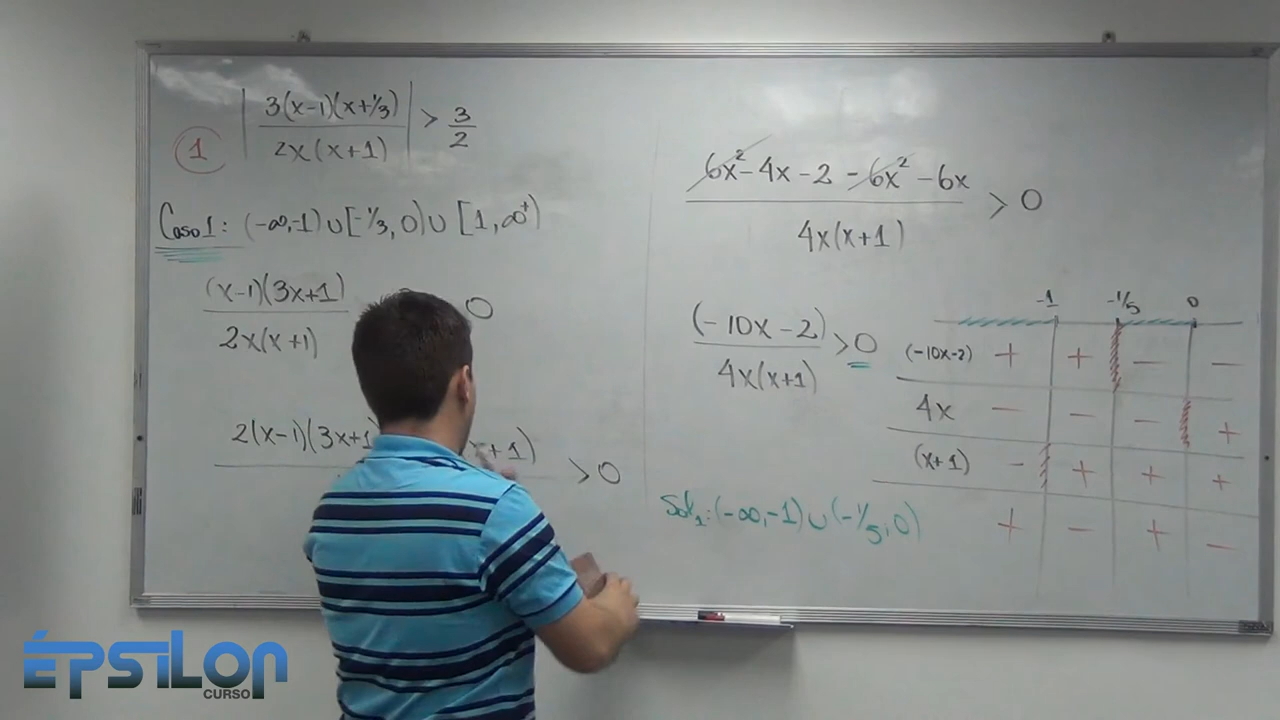 | 3(x-1)(x+1/3) / 2x(x+1) | > 3/2
1
Caso 1: (-∞,-1) ∪ [-1/3, 0) ∪ [1, ∞⁺)
(x-1)(3x+1) / 2x(x+1) 0
2(x-1)(3x+1 x+1) > 0
6x²-4x-2-6x²-6x / 4x(x+1) > 0
(-10x-2) / 4x(x+1) > 0
-1 -1/5 0
(-10x-2) + + - -
4x - - - +
(x+1) - + + +
+ - + -
Sol₁: (-∞,-1) ∪ (-1/5, 0)
ÉPSILON
CURSO